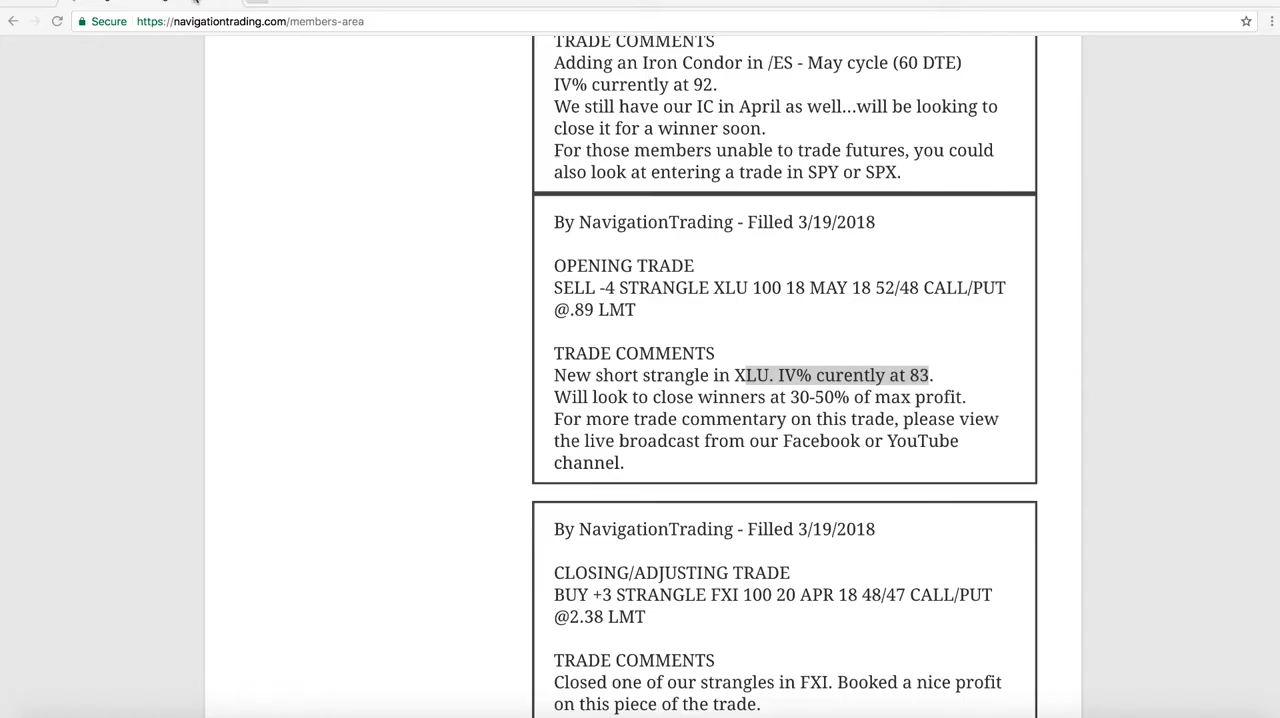 Secure
https://navigationtrading.com/members-area
TRADE COMMENTS
Adding an Iron Condor in /ES - May cycle (60 DTE)
IV% currently at 92.
We still have our IC in April as well...will be looking to
close it for a winner soon.
For those members unable to trade futures, you could
also look at entering a trade in SPY or SPX.
By NavigationTrading - Filled 3/19/2018
OPENING TRADE
SELL -4 STRANGLE XLU 100 18 MAY 18 52/48 CALL/PUT
@.89 LMT
TRADE COMMENTS
New short strangle in XLU. IV% curently at 83.
Will look to close winners at 30-50% of max profit.
For more trade commentary on this trade, please view
the live broadcast from our Facebook or YouTube
channel.
By NavigationTrading - Filled 3/19/2018
CLOSING/ADJUSTING TRADE
BUY +3 STRANGLE FXI 100 20 APR 18 48/47 CALL/PUT
@2.38 LMT
TRADE COMMENTS
Closed one of our strangles in FXI. Booked a nice profit
on this piece of the trade.